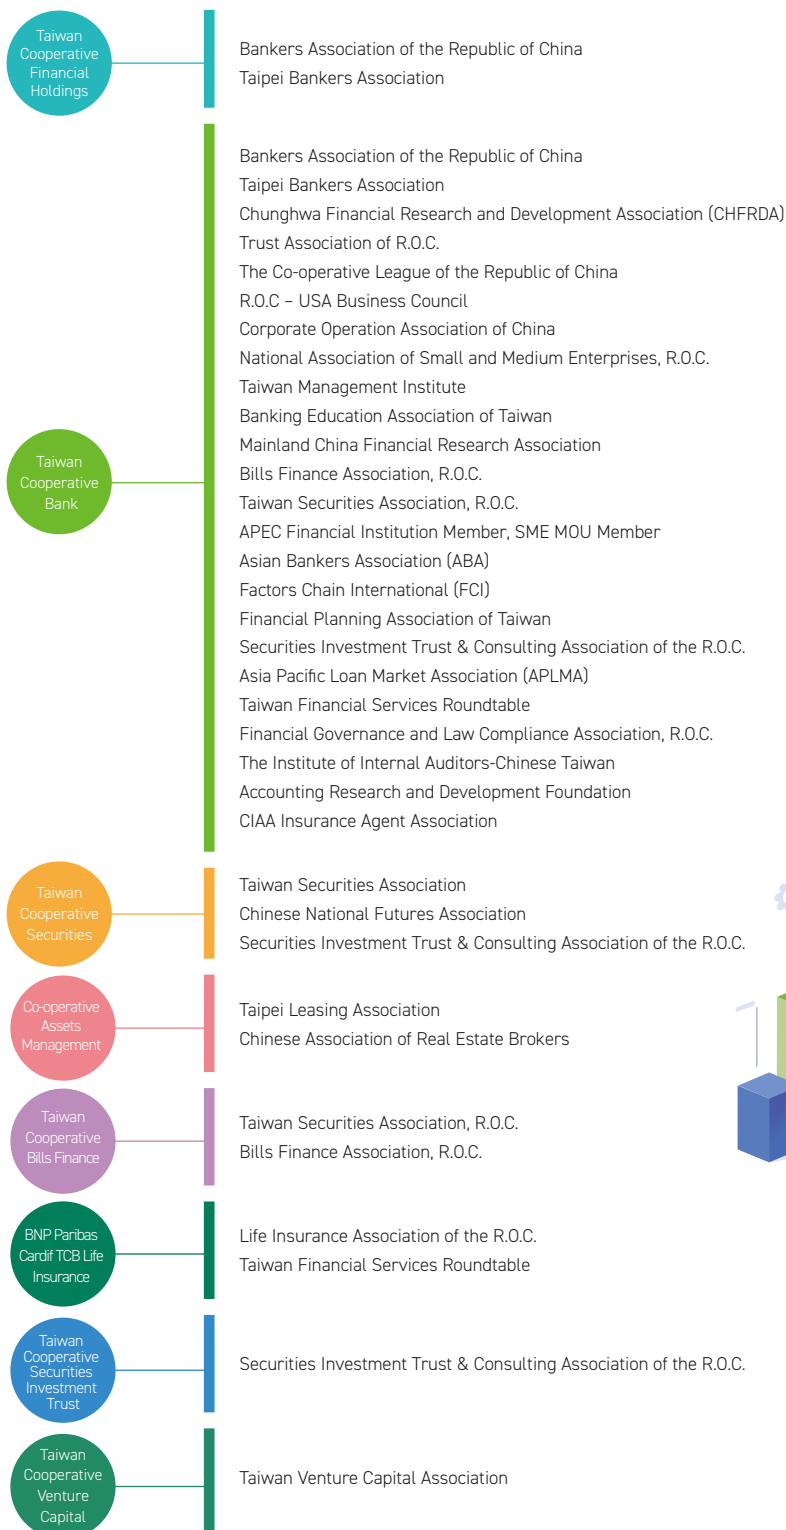 Taiwan
Cooperative
Financial
Holdings
Bankers Association of the Republic of China
Taipei Bankers Association
Taiwan
Cooperative
Bank
Bankers Association of the Republic of China
Taipei Bankers Association
Chunghwa Financial Research and Development Association (CHFRDA)
Trust Association of R.O.C.
The Co-operative League of the Republic of China
R.O.C – USA Business Council
Corporate Operation Association of China
National Association of Small and Medium Enterprises, R.O.C.
Taiwan Management Institute
Banking Education Association of Taiwan
Mainland China Financial Research Association
Bills Finance Association, R.O.C.
Taiwan Securities Association, R.O.C.
APEC Financial Institution Member, SME MOU Member
Asian Bankers Association (ABA)
Factors Chain International (FCI)
Financial Planning Association of Taiwan
Securities Investment Trust & Consulting Association of the R.O.C.
Asia Pacific Loan Market Association (APLMA)
Taiwan Financial Services Roundtable
Financial Governance and Law Compliance Association, R.O.C.
The Institute of Internal Auditors-Chinese Taiwan
Accounting Research and Development Foundation
CIAA Insurance Agent Association
Taiwan
Cooperative
Securities
Taiwan Securities Association
Chinese National Futures Association
Securities Investment Trust & Consulting Association of the R.O.C.
Co-operative
Assets
Management
Taipei Leasing Association
Chinese Association of Real Estate Brokers
Taiwan
Cooperative
Bills Finance
Taiwan Securities Association, R.O.C.
Bills Finance Association, R.O.C.
BNP Paribas
Cardif TCB Life
Insurance
Life Insurance Association of the R.O.C.
Taiwan Financial Services Roundtable
Taiwan
Cooperative
Securities
Investment
Trust
Securities Investment Trust & Consulting Association of the R.O.C.
Taiwan
Cooperative
Venture
Capital
Taiwan Venture Capital Association